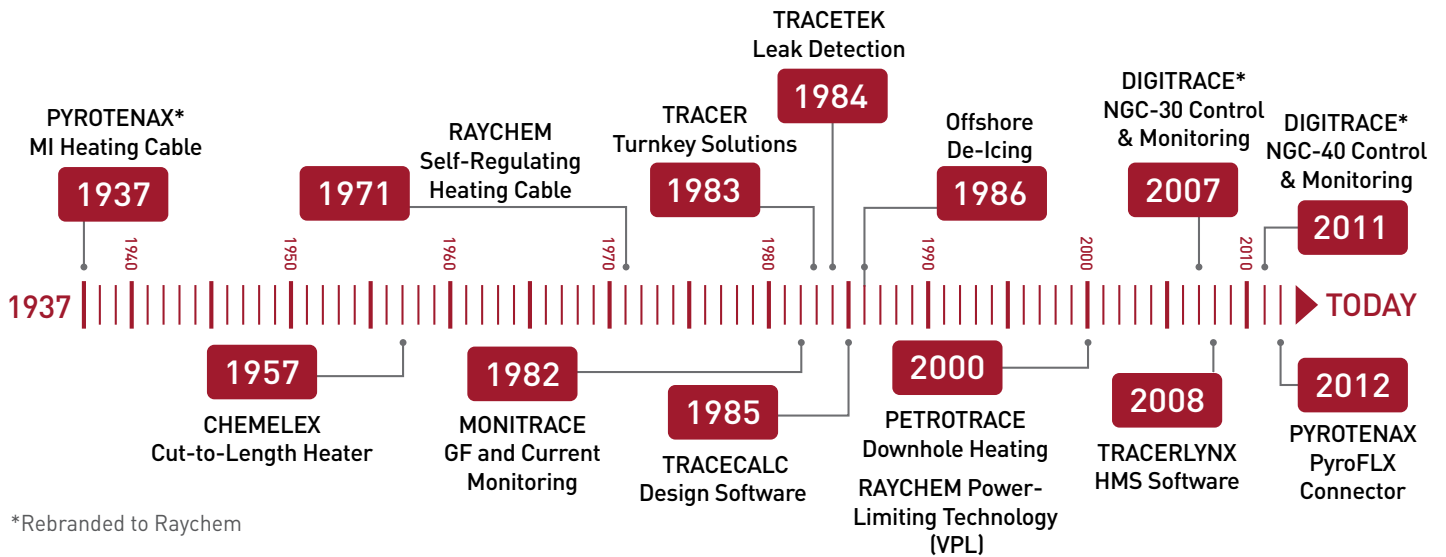 PYROTENAX*
MI Heating Cable
1937
1971
RAYCHEM
Self-Regulating
Heating Cable
TRACER
Turnkey Solutions
1983
TRACETEK
Leak Detection
1984
Offshore
De-Icing
1986
DIGITRACE*
NGC-30 Control
& Monitoring
2007
DIGITRACE*
NGC-40 Control
& Monitoring
2011
1940
1950
1960
1970
1980
1990
2000
2010
1937
TODAY
1957
CHEMELEX
Cut-to-Length Heater
1982
MONITRACE
GF and Current
Monitoring
1985
TRACECALC
Design Software
2000
PETROTRACE
Downhole Heating
RAYCHEM Power-
Limiting Technology
(VPL)
2008
TRACERLYNX
HMS Software
2012
PYROTENAX
PyroFLX
Connector
*Rebranded to Raychem